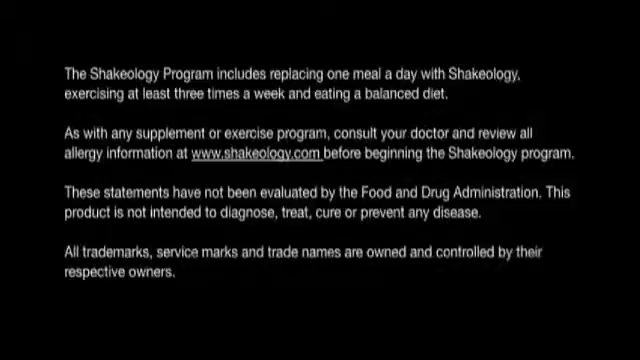 The Shakeology Program includes replacing one meal a day with Shakeology,
exercising at least three times a week and eating a balanced diet.
As with any supplement or exercise program, consult your doctor and review all
allergy information at www.shakeology.com before beginning the Shakeology program.
These statements have not been evaluated by the Food and Drug Administration. This
product is not intended to diagnose, treat, cure or prevent any disease.
All trademarks, service marks and trade names are owned and controlled by their
respective owners.